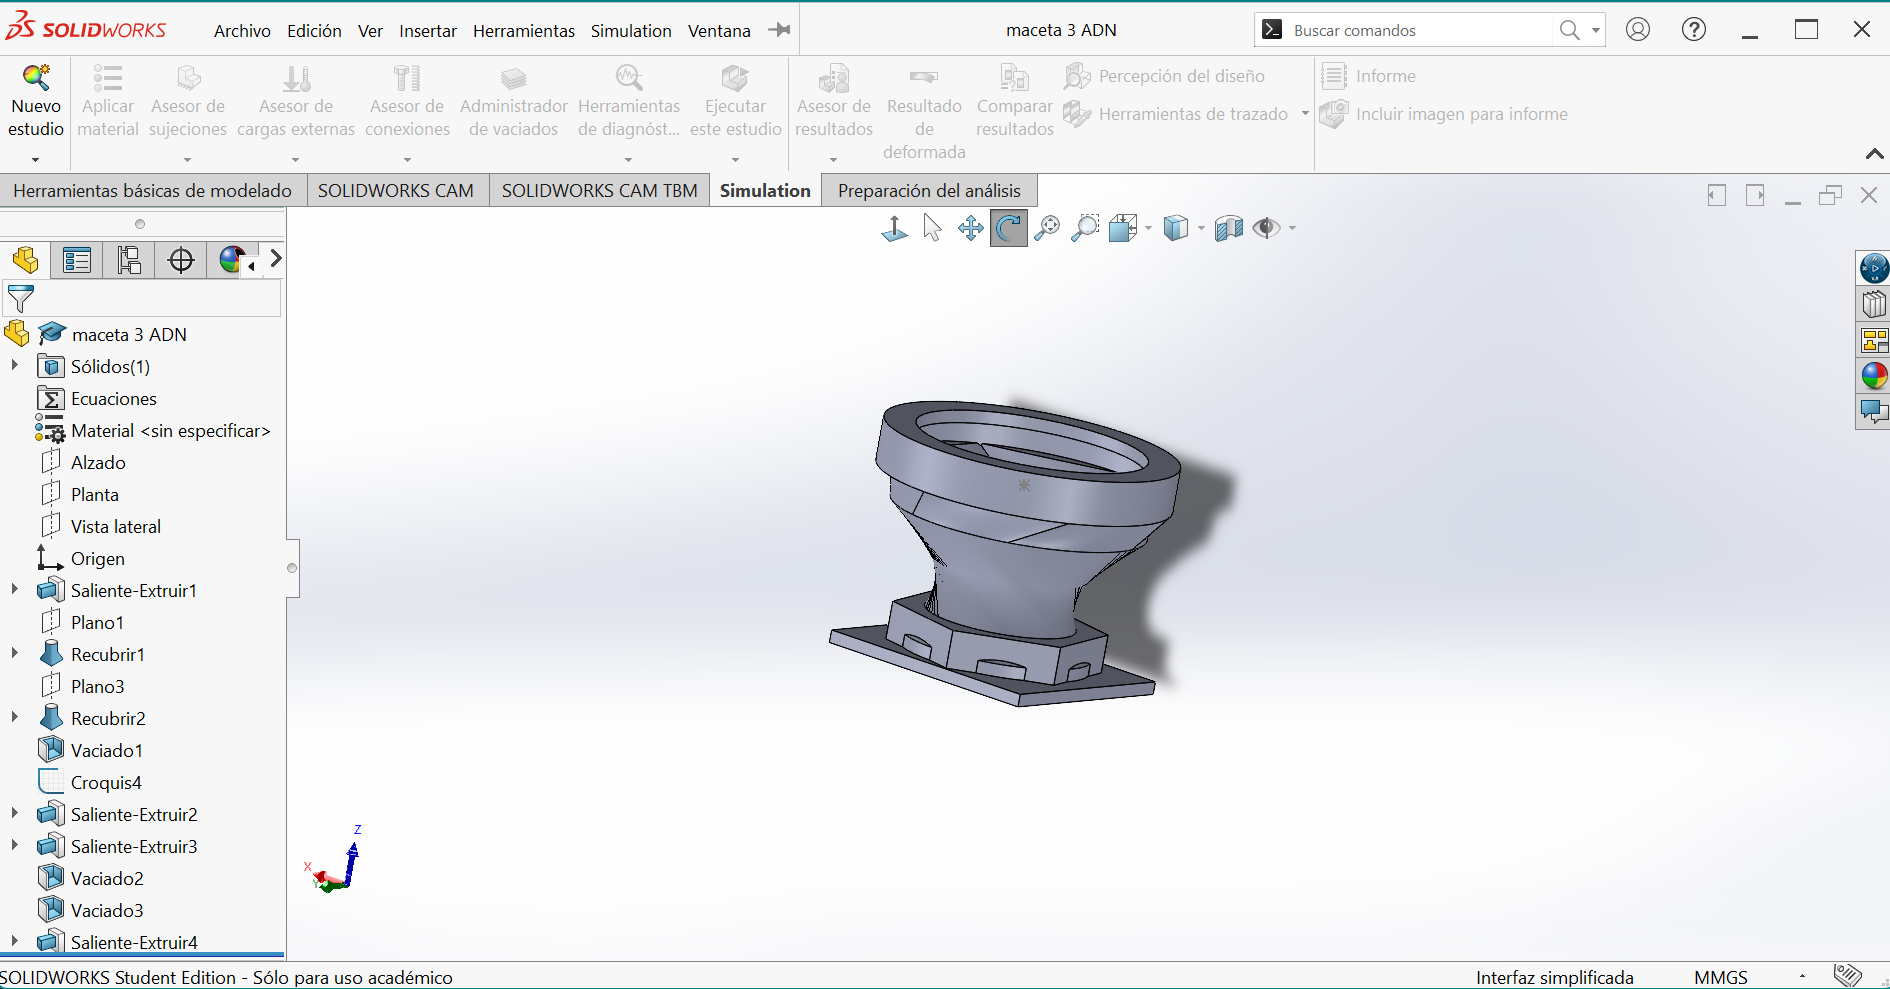 SOLIDWORKS
Archivo Edición Ver Insertar Herramientas Simulation Ventana
maceta 3 ADN
Buscar comandos
Nuevo estudio
Aplicar material
Asesor de sujeciones
Asesor de cargas externas
Asesor de conexiones
Administrador de vaciados
Herramientas de diagnóst...
Ejecutar este estudio
Asesor de resultados
Resultado de deformada
Comparar resultados
Percepción del diseño
Herramientas de trazado
Informe
Incluir imagen para informe
Herramientas básicas de modelado SOLIDWORKS CAM SOLIDWORKS CAM TBM Simulation Preparación del análisis
maceta 3 ADN
Sólidos(1)
Ecuaciones
Material <sin especificar>
Alzado
Planta
Vista lateral
Origen
Saliente-Extruir1
Plano1
Recubrir1
Plano3
Recubrir2
Vaciado1
Croquis4
Saliente-Extruir2
Saliente-Extruir3
Vaciado2
Vaciado3
Saliente-Extruir4
Z
X
Y
SOLIDWORKS Student Edition - Sólo para uso académico
Interfaz simplificada
MMGS